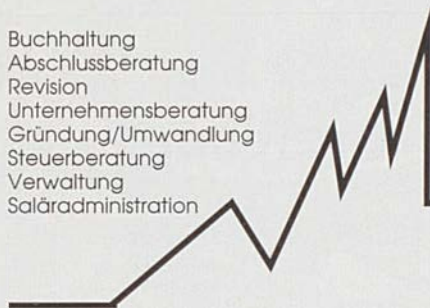 Buchhaltung
Abschlussberatung
Revision
Unternehmensberatung
Gründung/Umwandlung
Steuerberatung
Verwaltung
Saläradministration